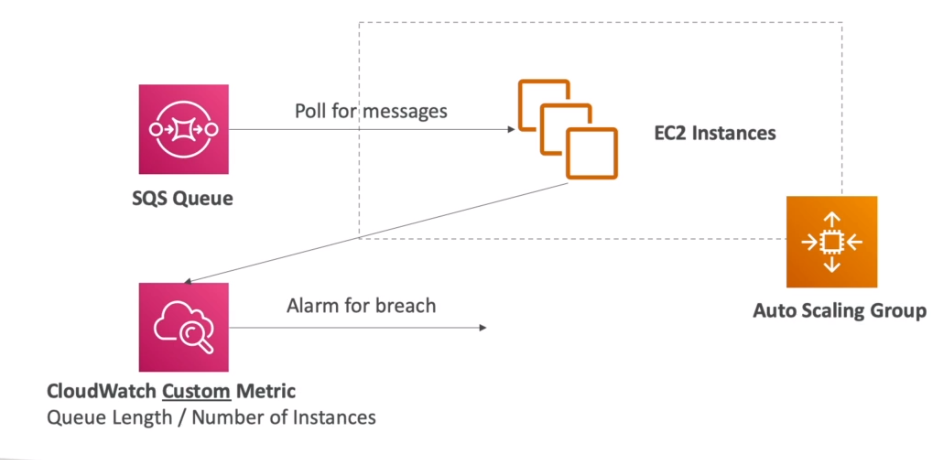 Poll for messages
EC2 Instances
SQS Queue
Alarm for breach
Auto Scaling Group
CloudWatch Custom Metric
Queue Length / Number of Instances